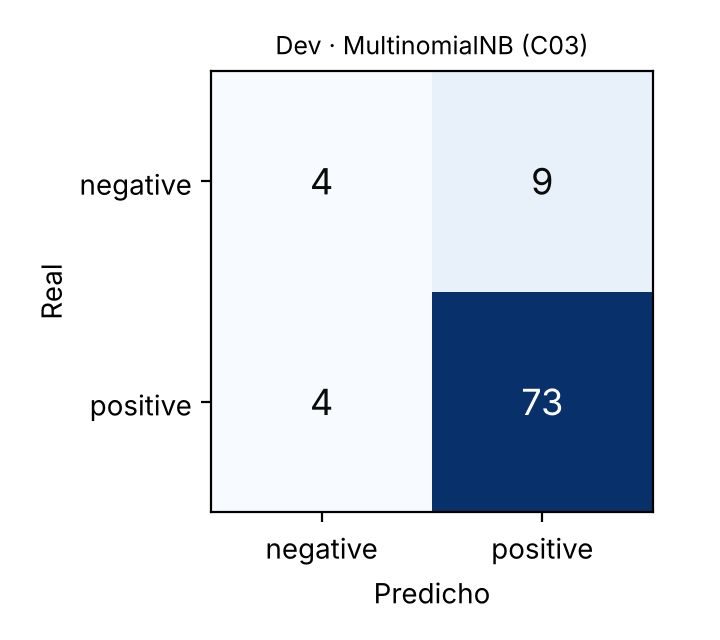 Dev · MultinomialNB (C03)
negative
4
9
Real
positive
4
73
negative
positive
Predicho